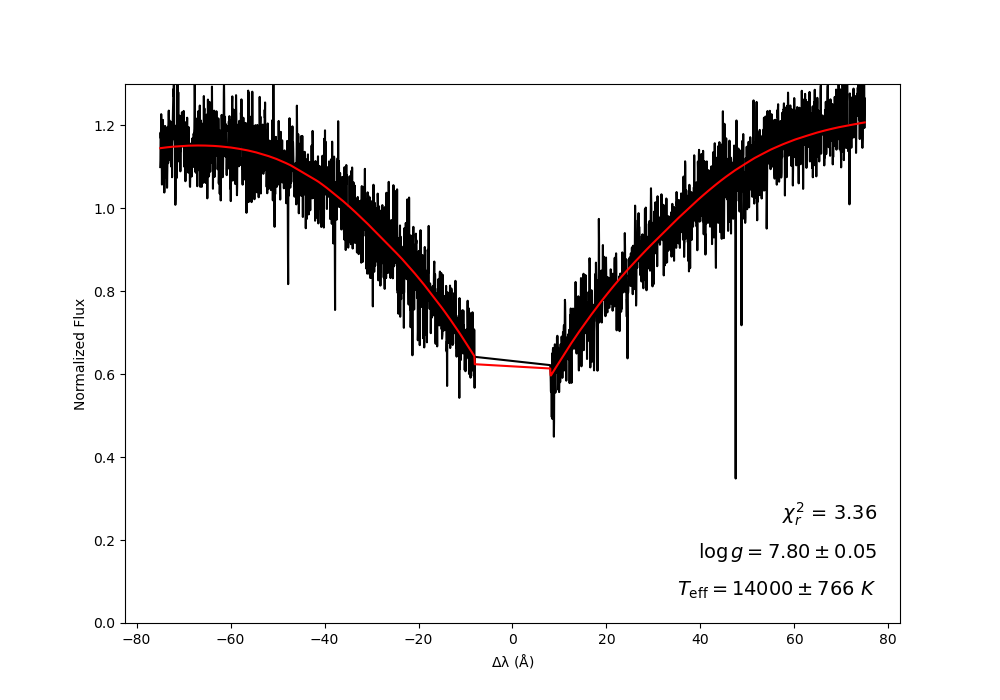 Normalized Flux
1.2
1.0
0.8
0.6
0.4
0.2
0.0
χ²ᵣ = 3.36
log g = 7.80 ± 0.05
T_eff = 14000 ± 766 K
−80 −60 −40 −20 0 20 40 60 80
Δλ (Å)